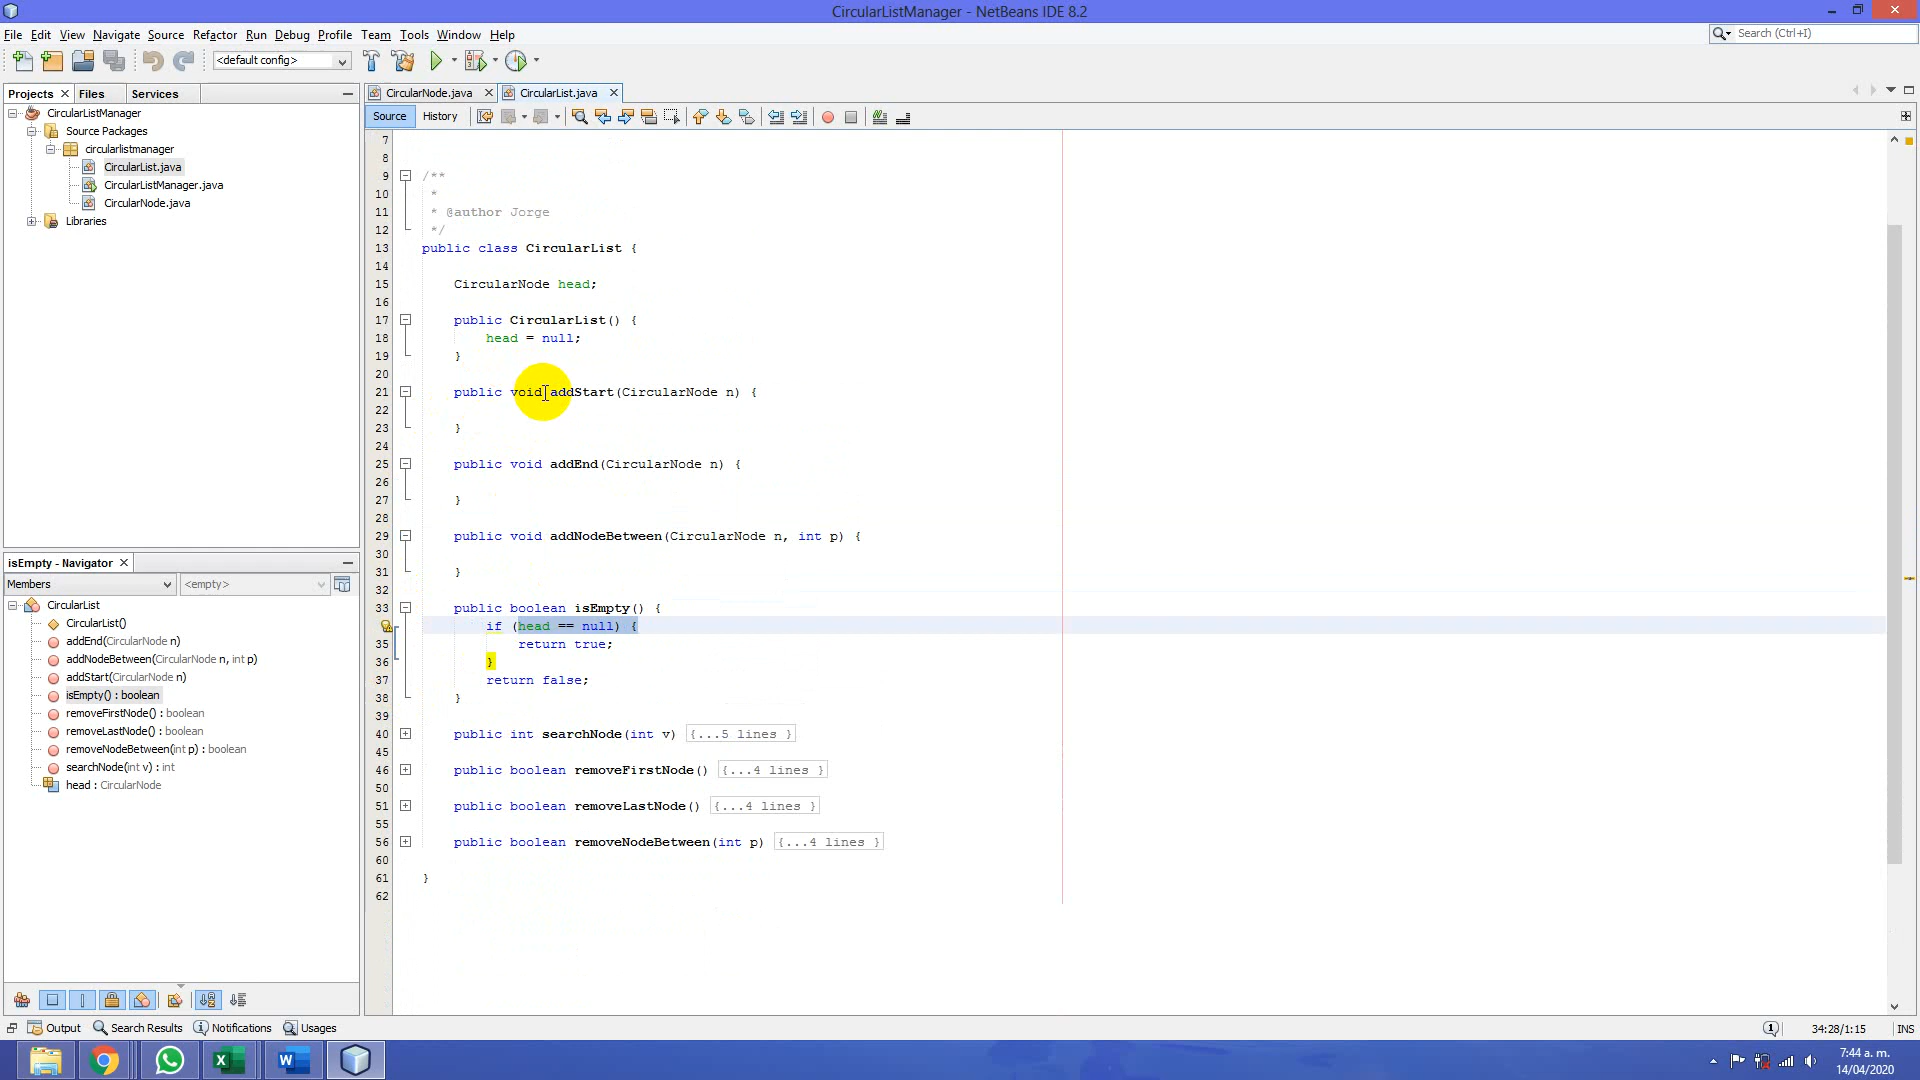 CircularListManager - NetBeans IDE 8.2
File Edit View Navigate Source Refactor Run Debug Profile Team Tools Window Help
Search (Ctrl+I)
<default config>
Projects Files Services
CircularListManager
Source Packages
circularlistmanager
CircularList.java
CircularListManager.java
CircularNode.java
Libraries
CircularNode.java CircularList.java
Source History
7
8
9 /**
10 *
11 * @author Jorge
12 */
13 public class CircularList {
14
15 CircularNode head;
16
17 public CircularList() {
18 head = null;
19 }
20
21 public void addStart(CircularNode n) {
22
23 }
24
25 public void addEnd(CircularNode n) {
26
27 }
28
29 public void addNodeBetween(CircularNode n, int p) {
30
31 }
32
33 public boolean isEmpty() {
if (head == null) {
35 return true;
36 }
37 return false;
38 }
39
40 public int searchNode(int v) {...5 lines }
45
46 public boolean removeFirstNode() {...4 lines }
50
51 public boolean removeLastNode() {...4 lines }
55
56 public boolean removeNodeBetween(int p) {...4 lines }
60
61 }
62
isEmpty - Navigator
Members <empty>
CircularList
CircularList()
addEnd(CircularNode n)
addNodeBetween(CircularNode n, int p)
addStart(CircularNode n)
isEmpty() : boolean
removeFirstNode() : boolean
removeLastNode() : boolean
removeNodeBetween(int p) : boolean
searchNode(int v) : int
head : CircularNode
Output Search Results Notifications Usages
1 34:28/1:15 INS
7:44 a. m.
14/04/2020